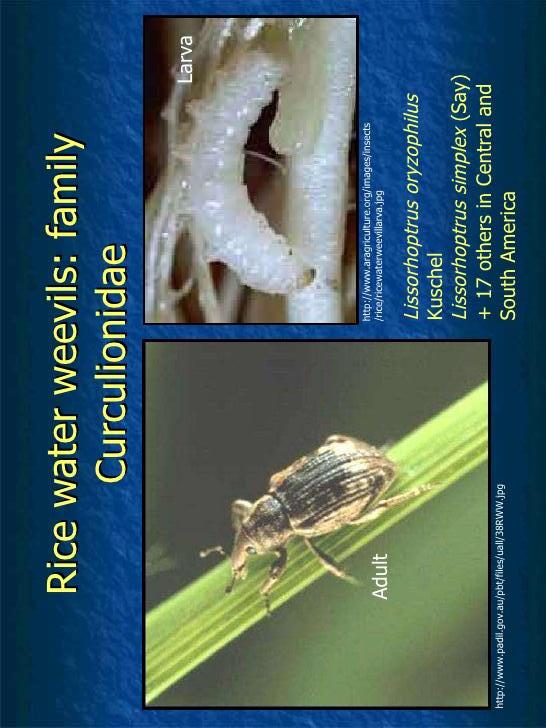 Rice water weevils: family
Curculionidae
Larva
Adult
http://www.aragriculture.org/images/insects
/rice/ricewaterweevillarva.jpg
Lissorhoptrus oryzophilus
Kuschel
Lissorhoptrus simplex (Say)
+ 17 others in Central and
South America
http://www.padil.gov.au/pbt/files/uall/38RWW.jpg